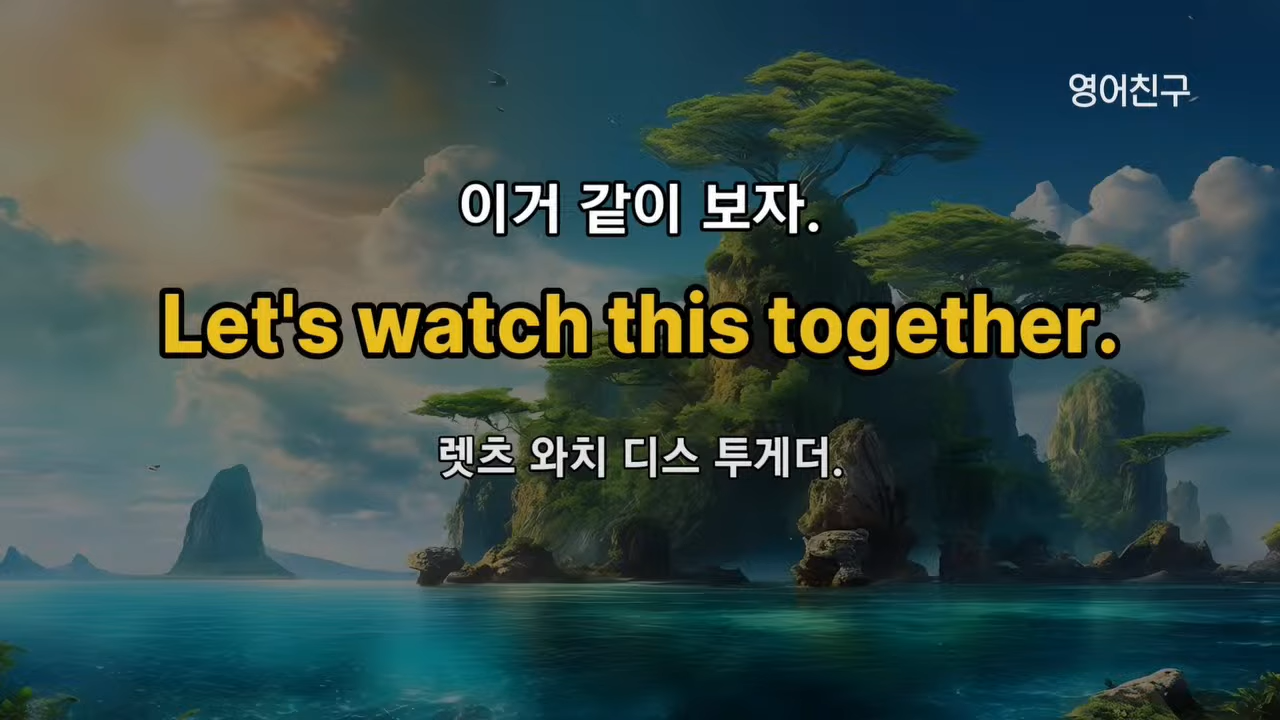 영어친구
이거 같이 보자.
Let's watch this together.
렛츠 와치 디스 투게더.